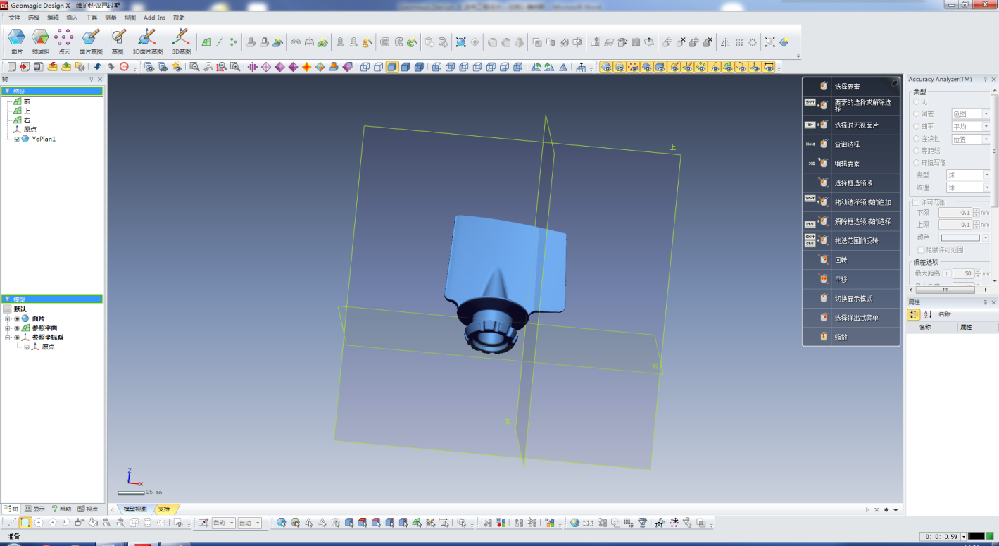 Geomagic Design X - 维护协议已过期
文件 选择 编辑 插入 工具 测量 视图 Add-Ins 帮助
面片 领域组 点云 面片草图 草图 3D面片草图 3D草图
树
特征
前
上
右
原点
YePian1
模型
默认
面片
参照平面
参照坐标系
原点
树 显示 帮助 视点
上
前
右
Z
X
25 mm
模型视图 支持
选择要素
Shift
要素的选择或解除选择
Alt
选择时无视面片
Hold
查询选择
×2
编辑要素
选择框选领域
Shift
拖动选择领域的追加
Ctrl
解除框选领域的选择
Shift
Ctrl
拖选范围的反转
回转
平移
切换显示模式
选择弹出式菜单
缩放
Accuracy Analyzer(TM)
类型
无
偏差 色图
曲率 平均
连续性 位置
等距线
环境写像
类型 球
纹理 球
许可范围
下限 -0.1 mm
上限 0.1 mm
颜色
隐藏许可范围
偏差选项
最大距离 50 mm
属性
名称:
名称 属性
自动 自动
准备
0: 0: 0.59